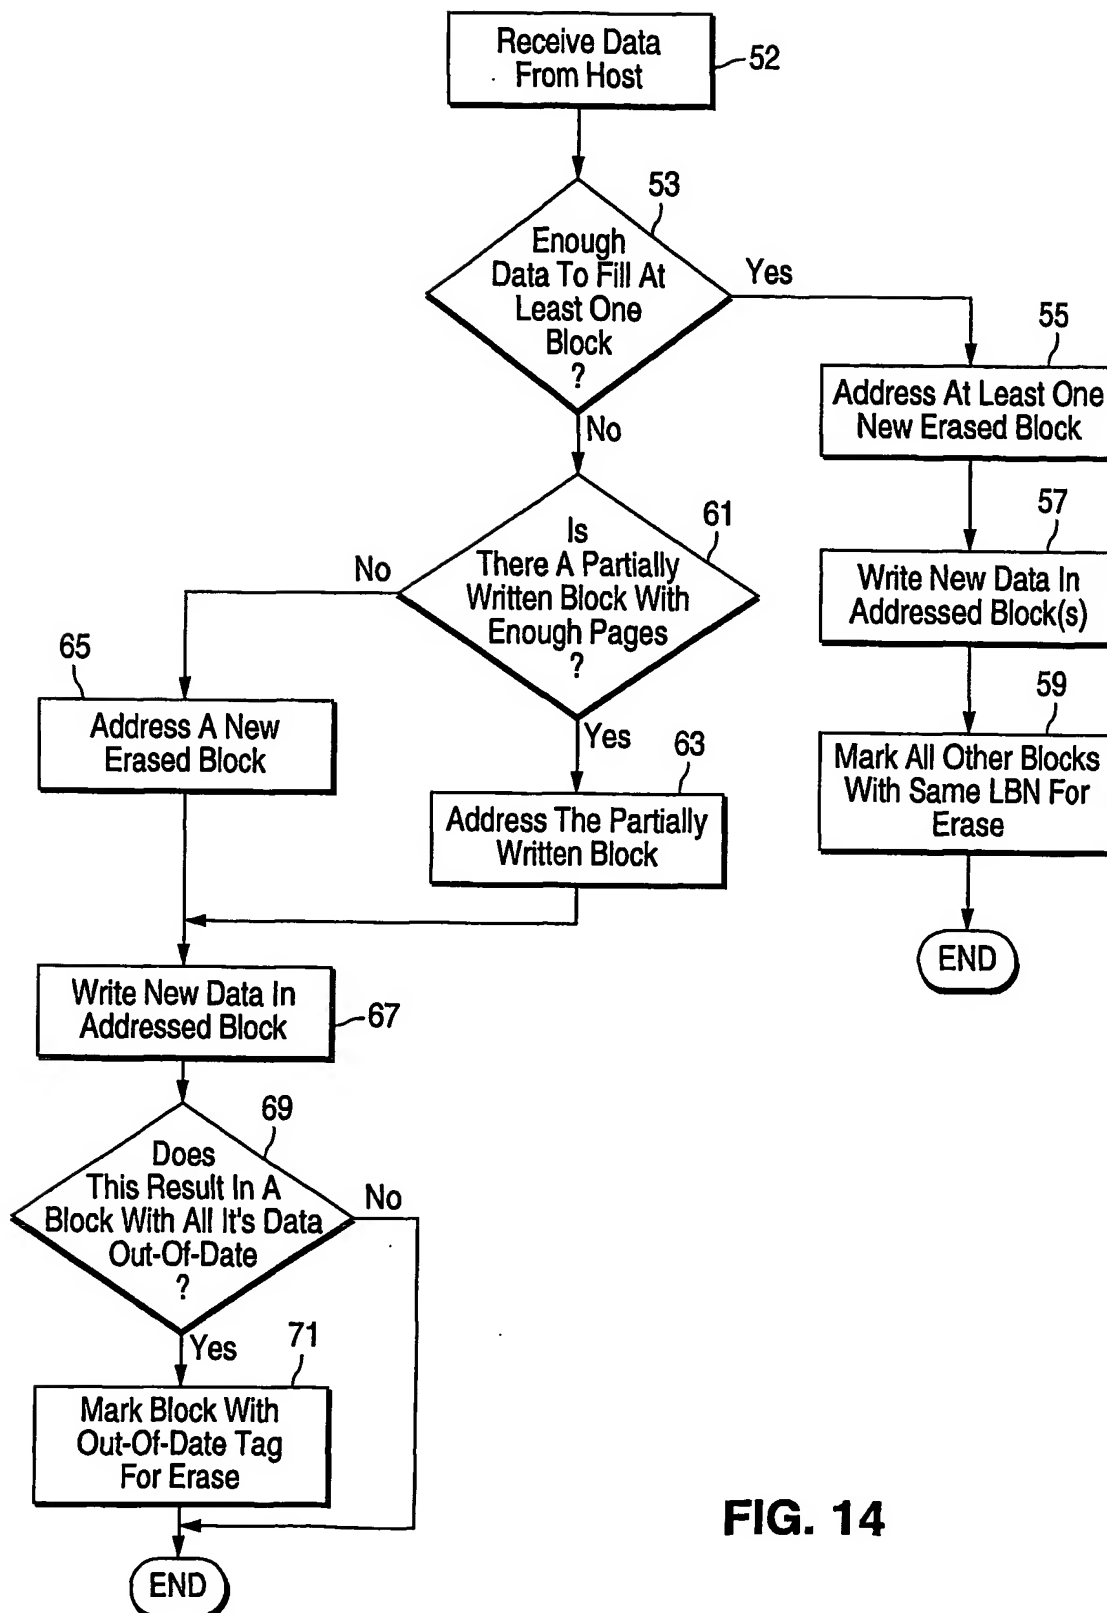 Receive Data
From Host
52
53
Enough
Data To Fill At
Least One
Block
?
Yes
No
55
Address At Least One
New Erased Block
57
Write New Data In
Addressed Block(s)
59
Mark All Other Blocks
With Same LBN For
Erase
END
61
Is
There A Partially
Written Block With
Enough Pages
?
No
Yes
65
Address A New
Erased Block
63
Address The Partially
Written Block
Write New Data In
Addressed Block
67
69
Does
This Result In A
Block With All It's Data
Out-Of-Date
?
No
Yes
71
Mark Block With
Out-Of-Date Tag
For Erase
END
FIG. 14